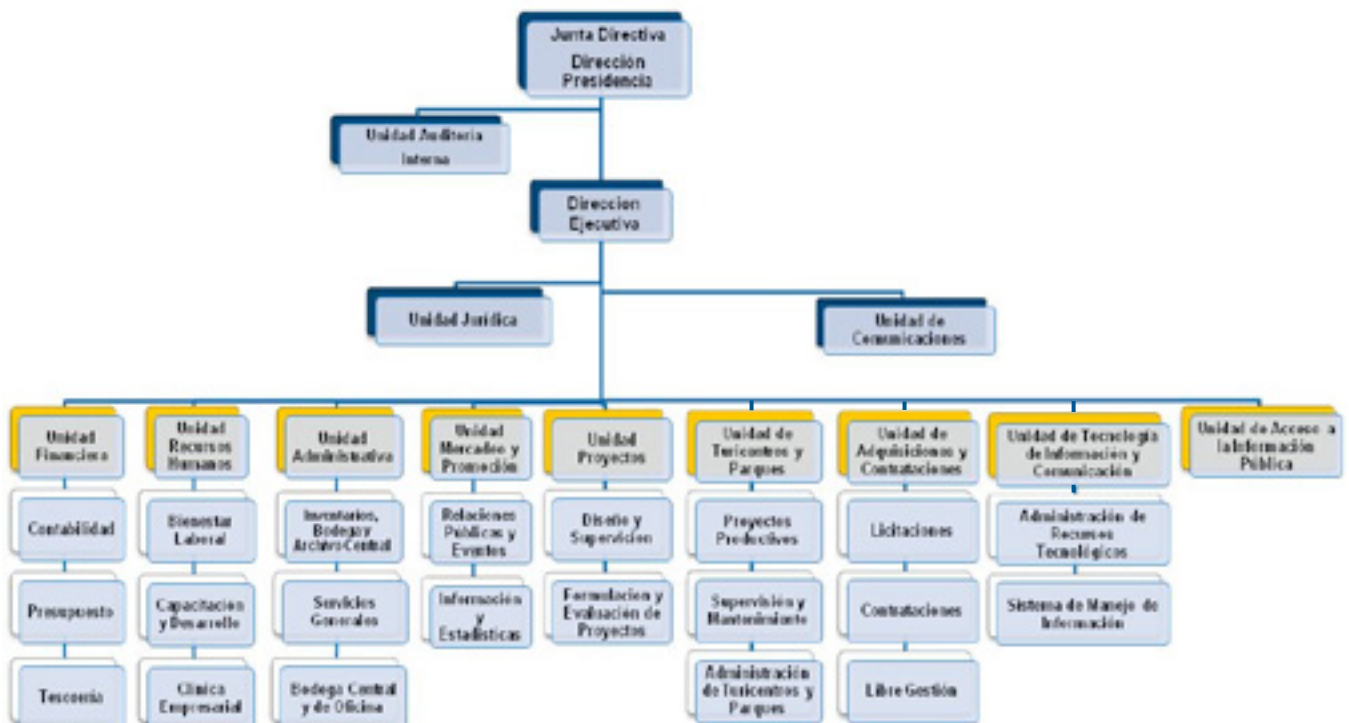 Junta Directiva
Dirección
Presidencia
Unidad Auditoria
Interna
Direccion
Ejecutiva
Unidad Jurídica
Unidad de
Comunicaciones
Unidad
Financiera
Unidad
Recursos
Humanos
Unidad
Administrativa
Unidad
Mercadeo y
Promoción
Unidad
Proyectos
Unidad de
Turicentros y
Parques
Unidad de
Adquisiciones y
Contrataciones
Unidad de Tecnología
de Información y
Comunicación
Unidad de Acceso a
la Información
Pública
Contabilidad
Bienestar
Laboral
Inventarios,
Bodega y
Archivo Central
Relaciones
Publicas y
Eventos
Diseño y
Supervicion
Proyectos
Productivos
Licitaciones
Administración de
Recursos
Tecnológicos
Presupuesto
Capacitacion
y Desarrollo
Servicios
Generales
Información
y
Estadísticas
Formulacion y
Evaluación de
Proyectos
Supervisión y
Mantenimiento
Contrataciones
Sistema de Manejo de
Información
Tesorería
Clínica
Empresarial
Bodega Central
y de Oficina
Administración
de Turicentros y
Parques
Libre Gestión